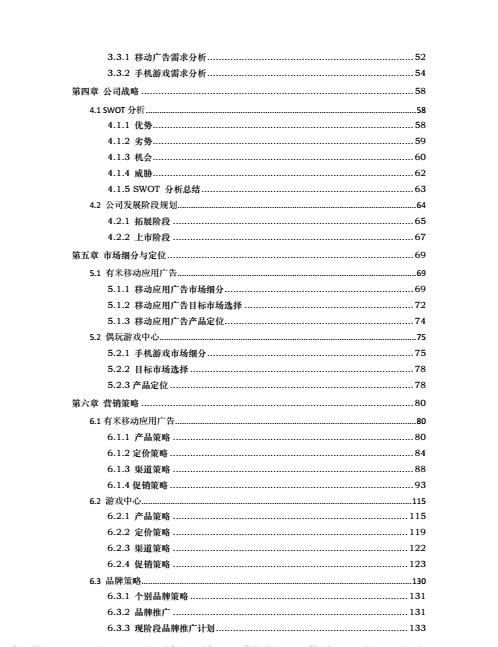 3.3.1 移动广告需求分析........52
3.3.2 手机游戏需求分析........54
第四章 公司战略........58
4.1 SWOT 分析........58
4.1.1 优势........58
4.1.2 劣势........59
4.1.3 机会........60
4.1.4 威胁........62
4.1.5 SWOT 分析总结........63
4.2 公司发展阶段规划........64
4.2.1 拓展阶段........65
4.2.2 上市阶段........67
第五章 市场细分与定位........69
5.1 有米移动应用广告........69
5.1.1 移动应用广告市场细分........69
5.1.2 移动应用广告目标市场选择........72
5.1.3 移动应用广告产品定位........74
5.2 偶玩游戏中心........75
5.2.1 手机游戏市场细分........75
5.2.2 目标市场选择........78
5.2.3 产品定位........78
第六章 营销策略........80
6.1 有米移动应用广告........80
6.1.1 产品策略........80
6.1.2 定价策略........84
6.1.3 渠道策略........88
6.1.4 促销策略........93
6.2 游戏中心........115
6.2.1 产品策略........115
6.2.2 定价策略........119
6.2.3 渠道策略........122
6.2.4 促销策略........123
6.3 品牌策略........130
6.3.1 个别品牌策略........131
6.3.2 品牌推广........131
6.3.3 现阶段品牌推广计划........133